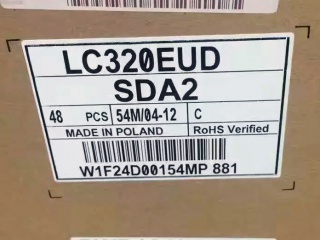 LC320EUD
SDA2
48 PCS 54M/04-12 C
MADE IN POLAND RoHS Verified
W1F24D00154MP 881